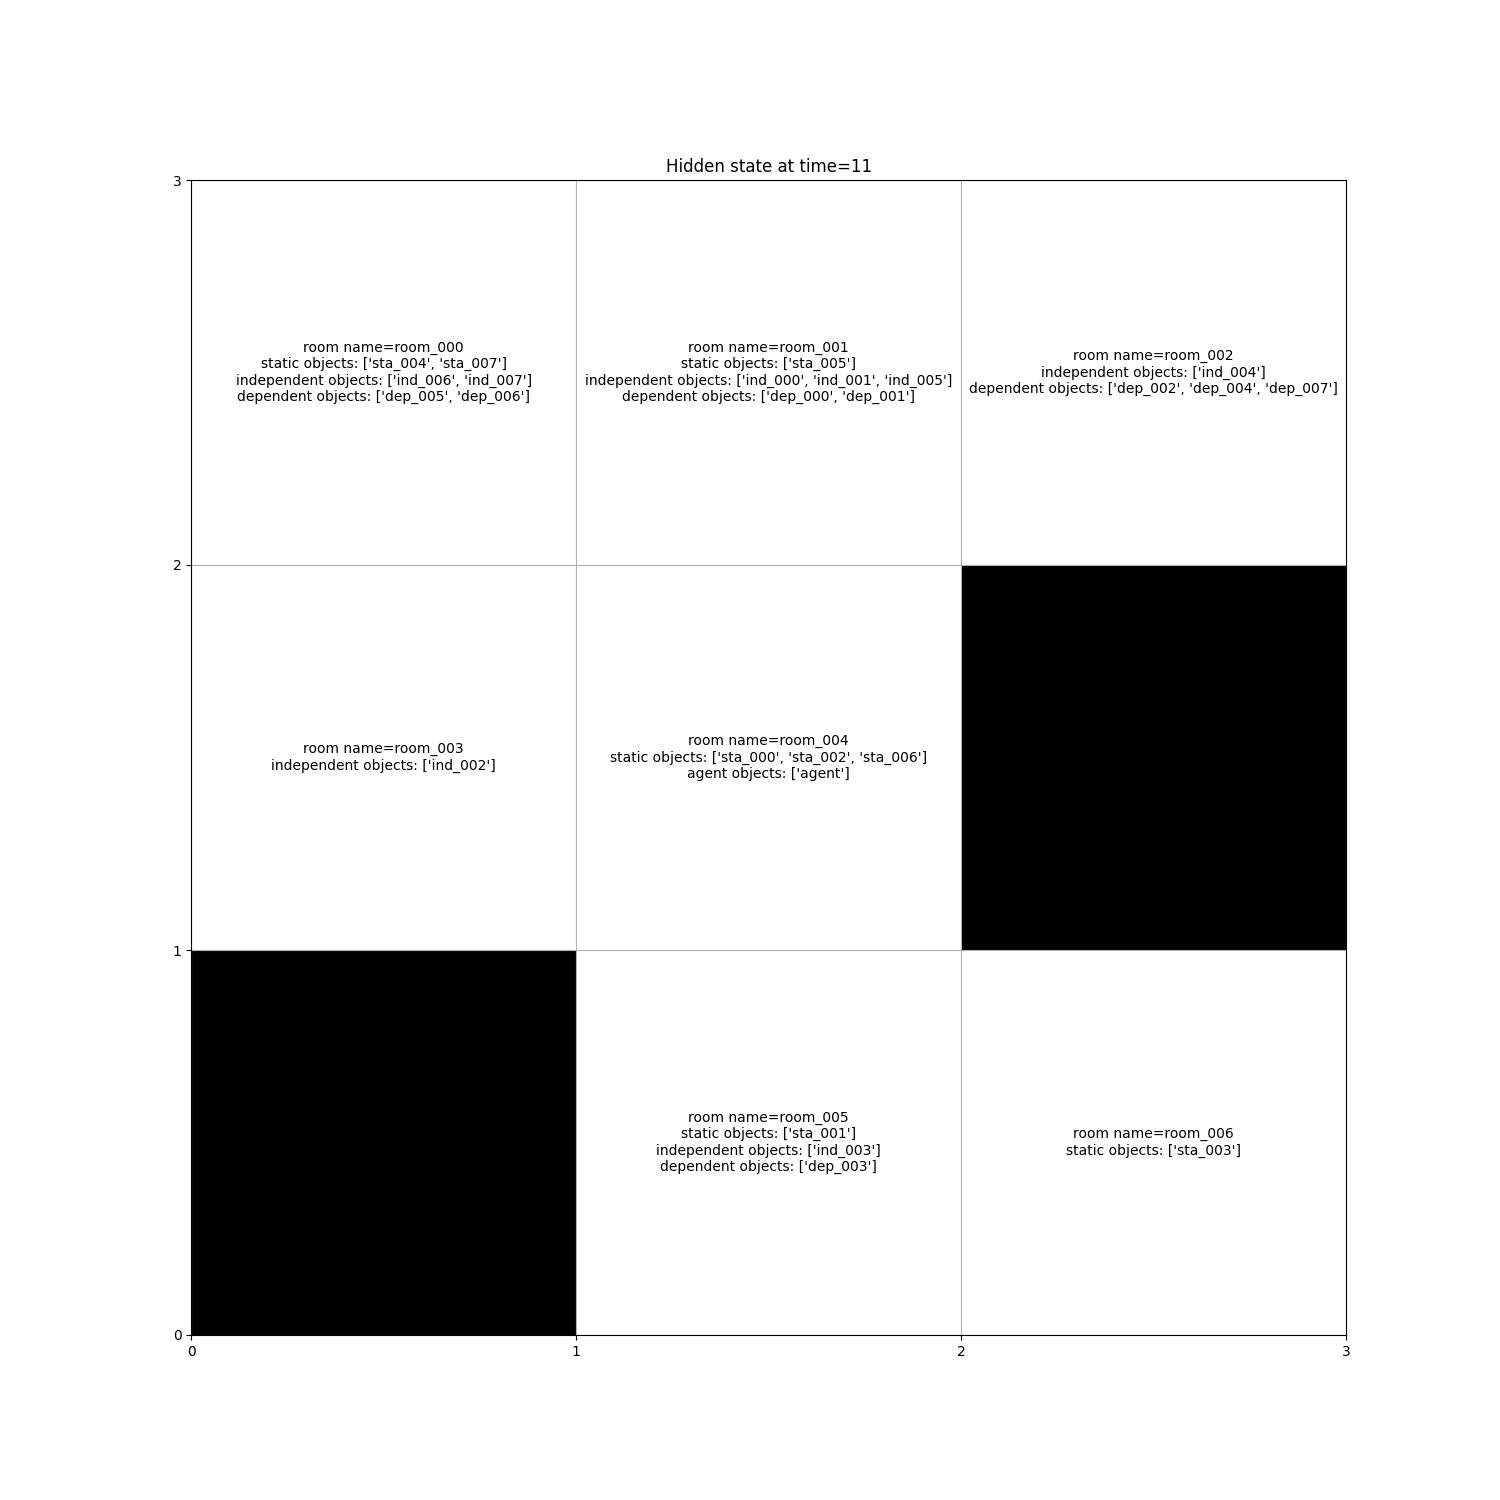 Hidden state at time=11
3
room name=room_000
static objects: ['sta_004', 'sta_007']
independent objects: ['ind_006', 'ind_007']
dependent objects: ['dep_005', 'dep_006']
room name=room_001
static objects: ['sta_005']
independent objects: ['ind_000', 'ind_001', 'ind_005']
dependent objects: ['dep_000', 'dep_001']
room name=room_002
independent objects: ['ind_004']
dependent objects: ['dep_002', 'dep_004', 'dep_007']
2
room name=room_003
independent objects: ['ind_002']
room name=room_004
static objects: ['sta_000', 'sta_002', 'sta_006']
agent objects: ['agent']
1
room name=room_005
static objects: ['sta_001']
independent objects: ['ind_003']
dependent objects: ['dep_003']
room name=room_006
static objects: ['sta_003']
0
0 1 2 3